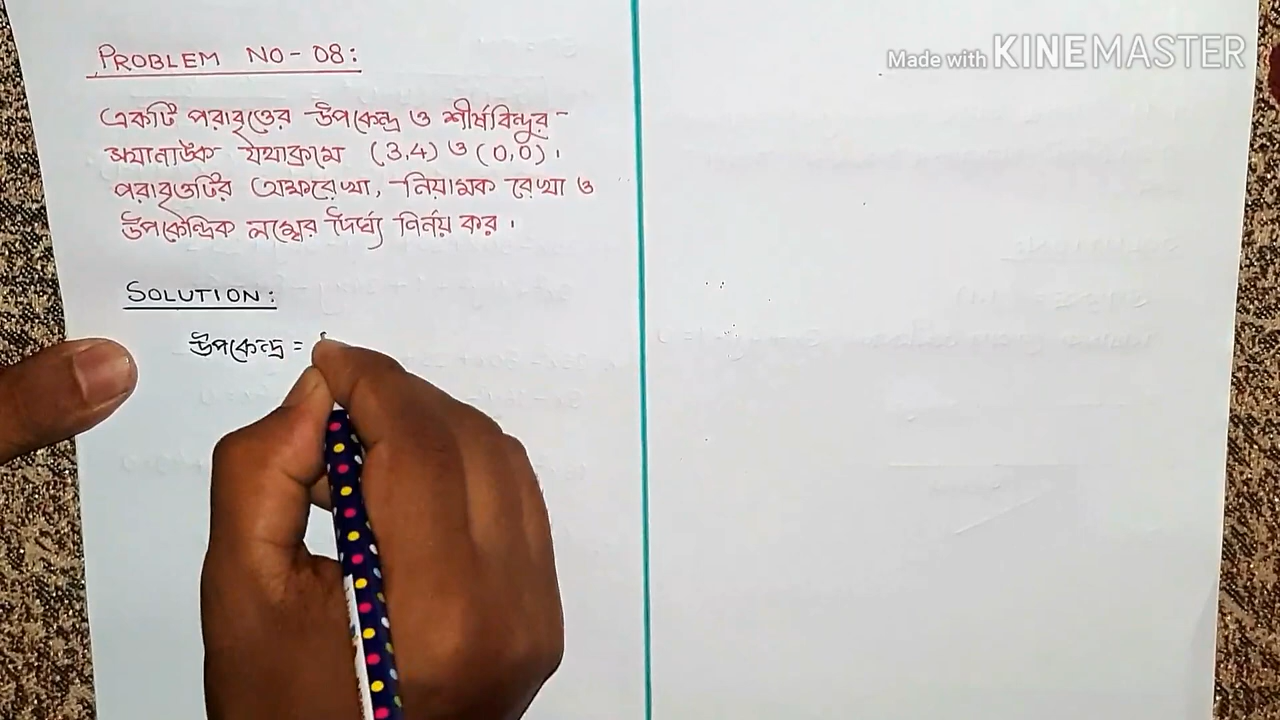 PROBLEM NO - 08:
একটি পরাবৃত্তের উপকেন্দ্র ও শীর্ষবিন্দুর-
স্থানাঙ্ক যথাক্রমে (3,4) ও (0,0).
পরাবৃত্তটির অক্ষরেখা, নিয়ামক রেখা ও
উপকেন্দ্রিক লম্বের দৈর্ঘ্য নির্নয় কর.
SOLUTION:
উপকেন্দ্র =
Made with KINEMASTER